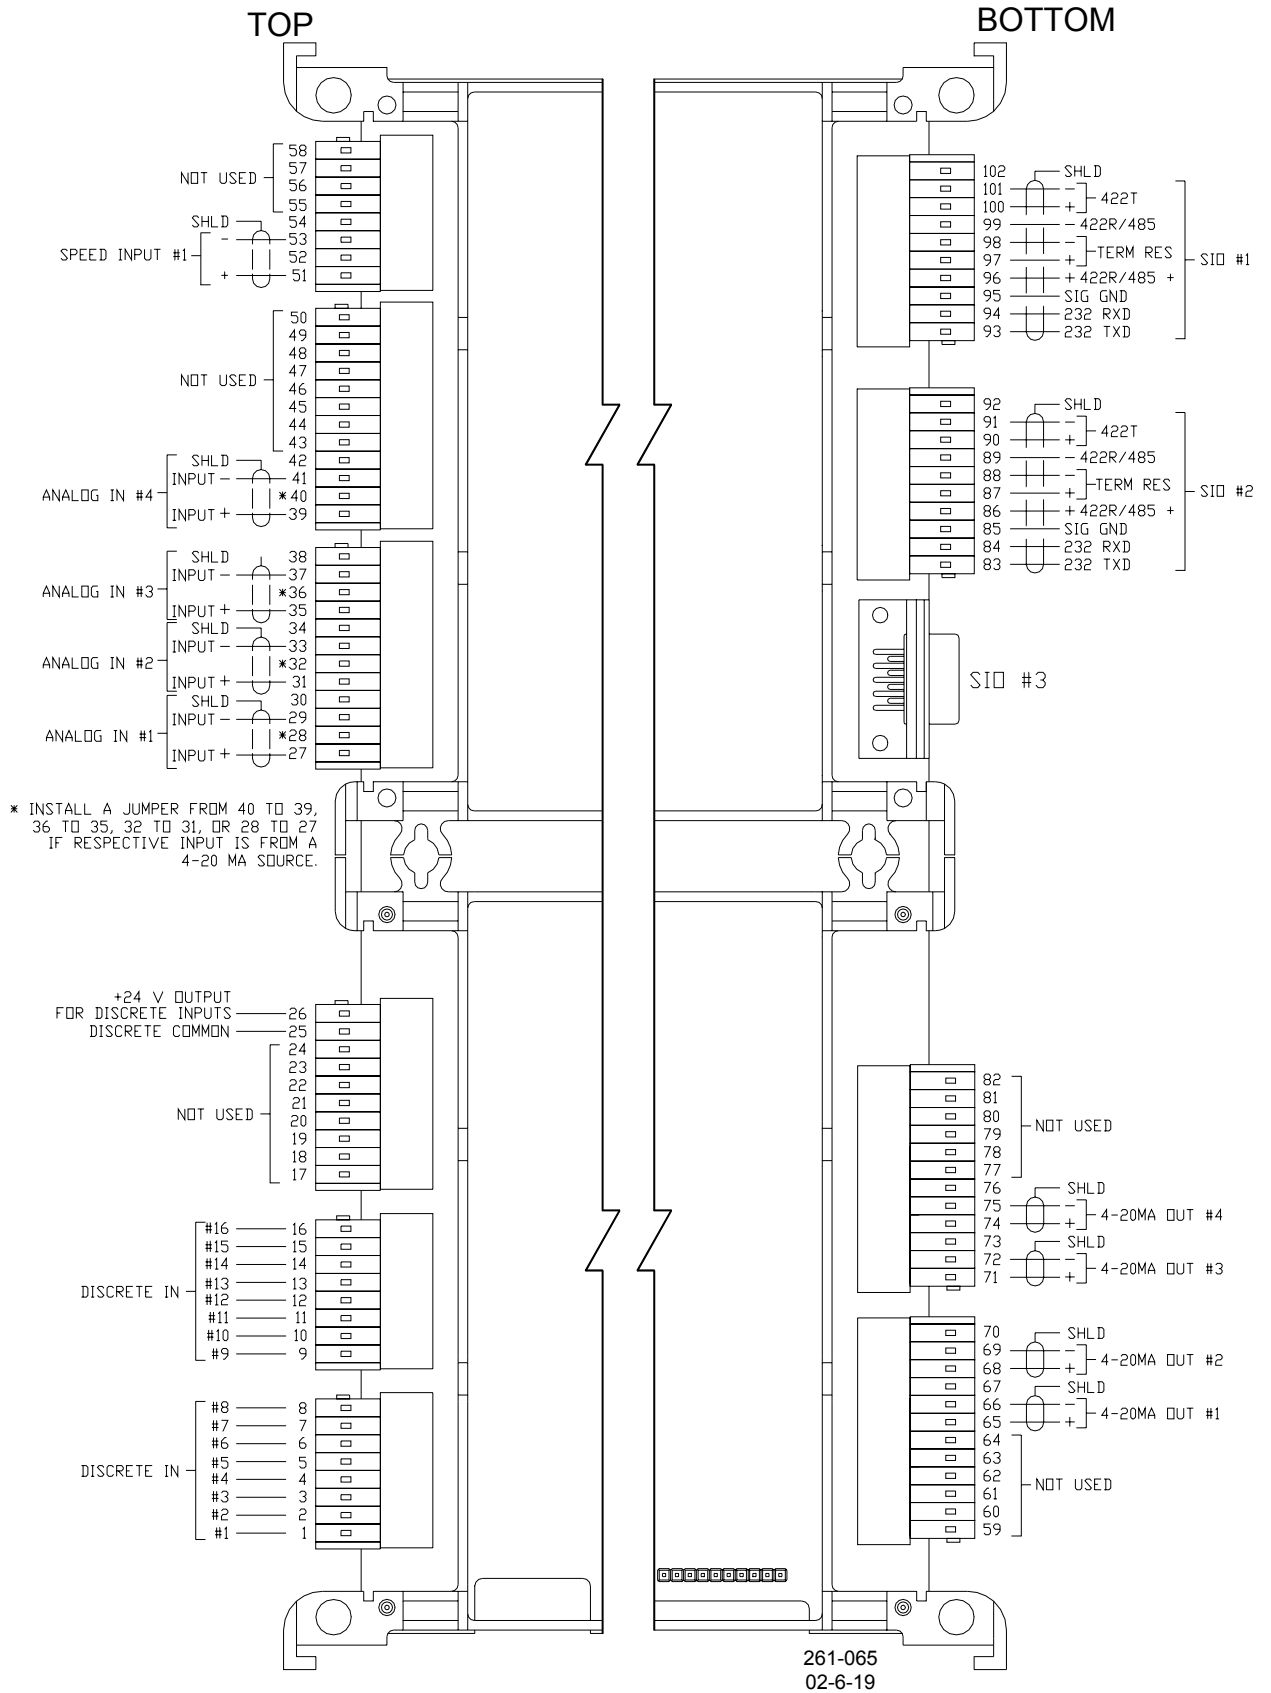 TOP
BOTTOM
NOT USED
58
57
56
55
SHLD 54
SPEED INPUT #1
- 53
52
+ 51
NOT USED
50
49
48
47
46
45
44
43
ANALOG IN #4
SHLD 42
INPUT - 41
*40
INPUT + 39
ANALOG IN #3
SHLD 38
INPUT - 37
*36
INPUT + 35
ANALOG IN #2
SHLD 34
INPUT - 33
*32
INPUT + 31
ANALOG IN #1
SHLD 30
INPUT - 29
*28
INPUT + 27
* INSTALL A JUMPER FROM 40 TO 39,
36 TO 35, 32 TO 31, OR 28 TO 27
IF RESPECTIVE INPUT IS FROM A
4-20 MA SOURCE.
+24 V OUTPUT
FOR DISCRETE INPUTS 26
DISCRETE COMMON 25
NOT USED
24
23
22
21
20
19
18
17
DISCRETE IN
#16 16
#15 15
#14 14
#13 13
#12 12
#11 11
#10 10
#9 9
DISCRETE IN
#8 8
#7 7
#6 6
#5 5
#4 4
#3 3
#2 2
#1 1
102 SHLD
101 -
100 +
422T
99 - 422R/485
98 -
97 +
TERM RES
96 + 422R/485 +
95 SIG GND
94 232 RXD
93 232 TXD
SIO #1
92 SHLD
91 -
90 +
422T
89 - 422R/485
88 -
87 +
TERM RES
86 + 422R/485 +
85 SIG GND
84 232 RXD
83 232 TXD
SIO #2
SIO #3
82
81
80
79
78
77
NOT USED
76 SHLD
75 -
74 +
4-20MA OUT #4
73 SHLD
72 -
71 +
4-20MA OUT #3
70 SHLD
69 -
68 +
4-20MA OUT #2
67 SHLD
66 -
65 +
4-20MA OUT #1
64
63
62
61
60
59
NOT USED
261-065
02-6-19